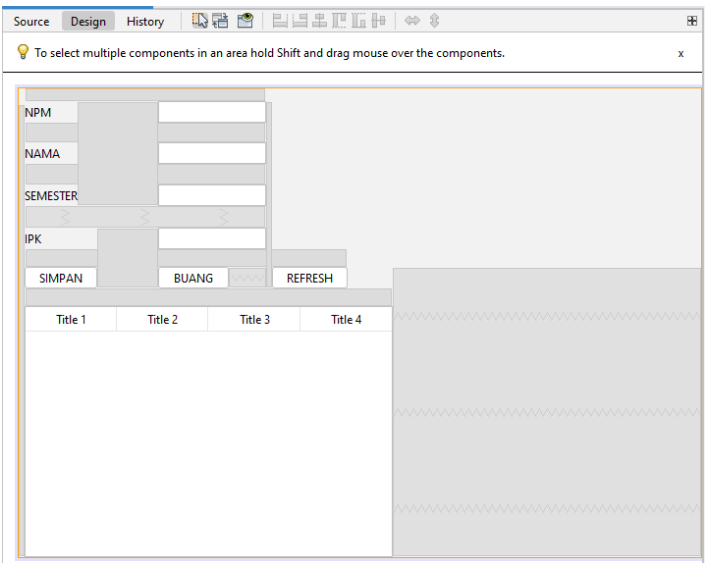 Source Design History
To select multiple components in an area hold Shift and drag mouse over the components. x
NPM
NAMA
SEMESTER
IPK
SIMPAN BUANG REFRESH
Title 1 Title 2 Title 3 Title 4